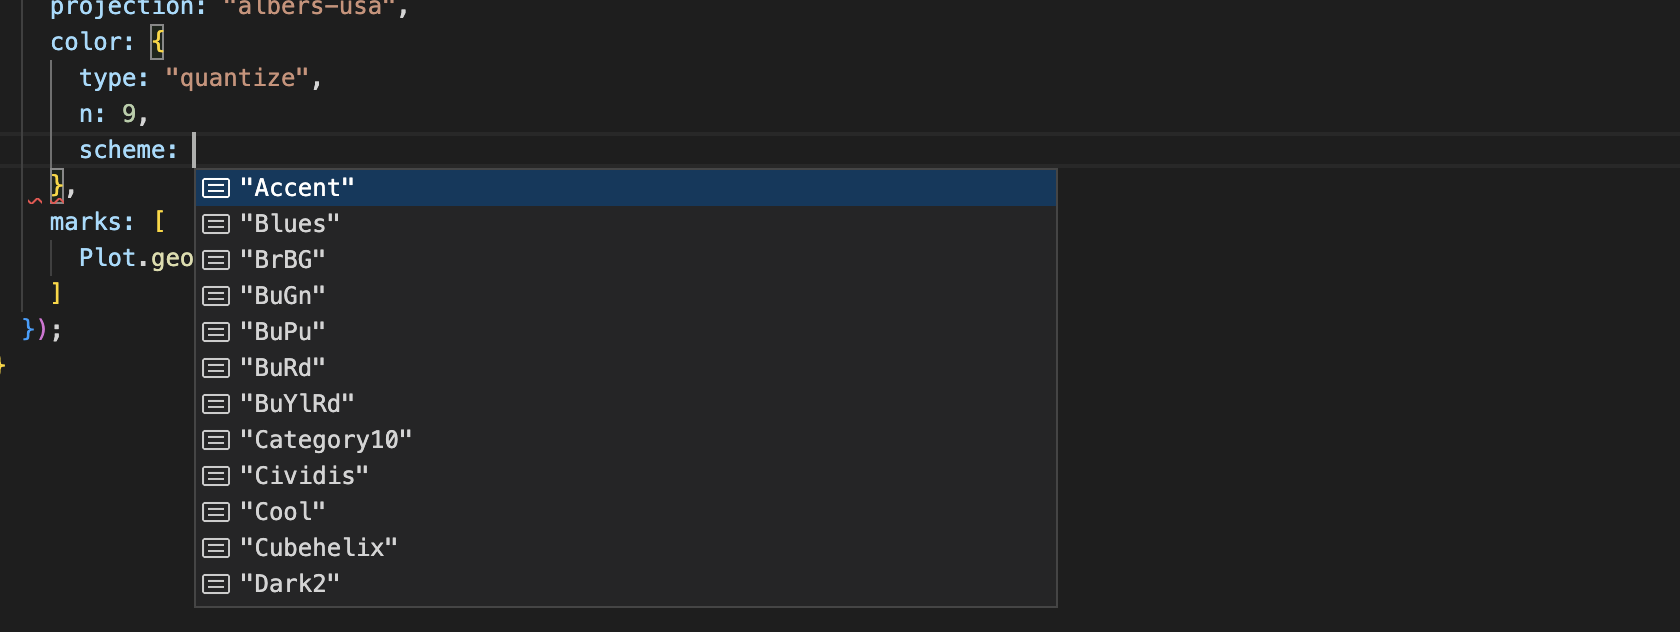 projection: "albers-usa",
color: {
type: "quantize",
n: 9,
scheme:
},
marks: [
Plot.geo
]
});
}
"Accent"
"Blues"
"BrBG"
"BuGn"
"BuPu"
"BuRd"
"BuYlRd"
"Category10"
"Cividis"
"Cool"
"Cubehelix"
"Dark2"